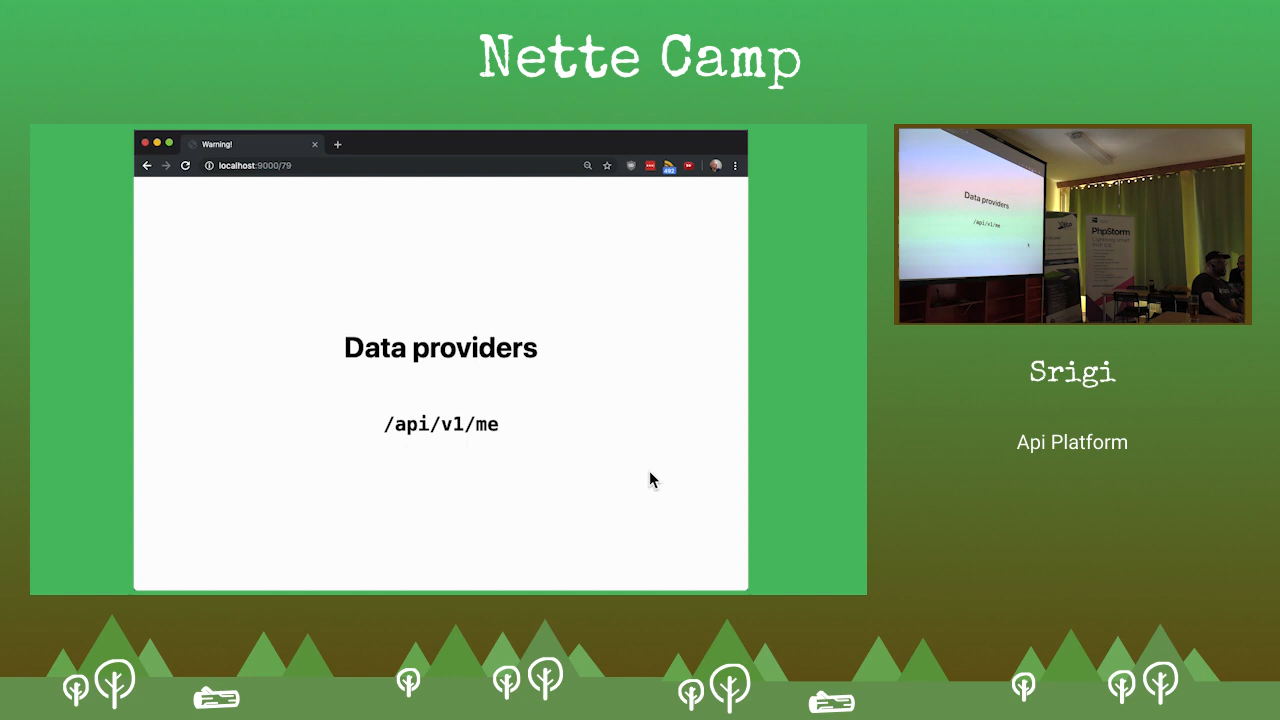 Nette Camp
Warning!
localhost:9000/79
492
Data providers
/api/v1/me
Data providers
/api/v1/me
PhpStorm
Srigi
Api Platform